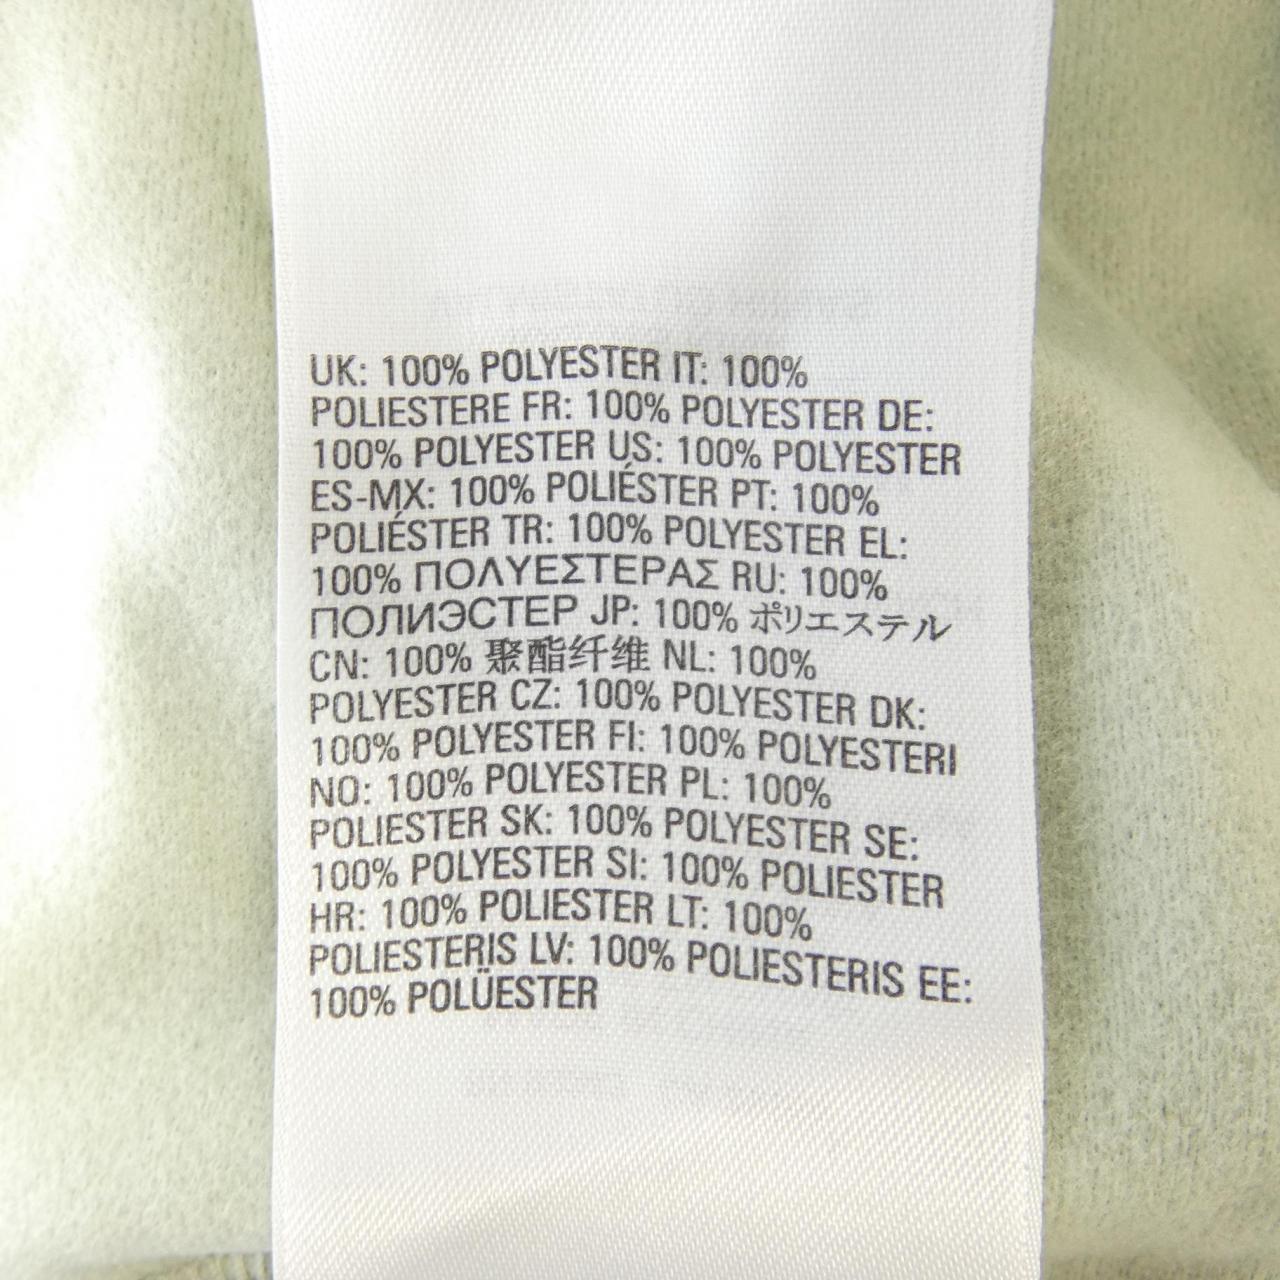 UK: 100% POLYESTER IT: 100%
POLIESTERE FR: 100% POLYESTER DE:
100% POLYESTER US: 100% POLYESTER
ES-MX: 100% POLIÉSTER PT: 100%
POLIÉSTER TR: 100% POLYESTER EL:
100% ΠΟΛΥΕΣΤΕΡΑΣ RU: 100%
ПОЛИЭСТЕР JP: 100% ポリエステル
CN: 100% 聚酯纤维 NL: 100%
POLYESTER CZ: 100% POLYESTER DK:
100% POLYESTER FI: 100% POLYESTERI
NO: 100% POLYESTER PL: 100%
POLIESTER SK: 100% POLYESTER SE:
100% POLYESTER SI: 100% POLIESTER
HR: 100% POLIESTER LT: 100%
POLIESTERIS LV: 100% POLIESTERIS EE:
100% POLÜESTER